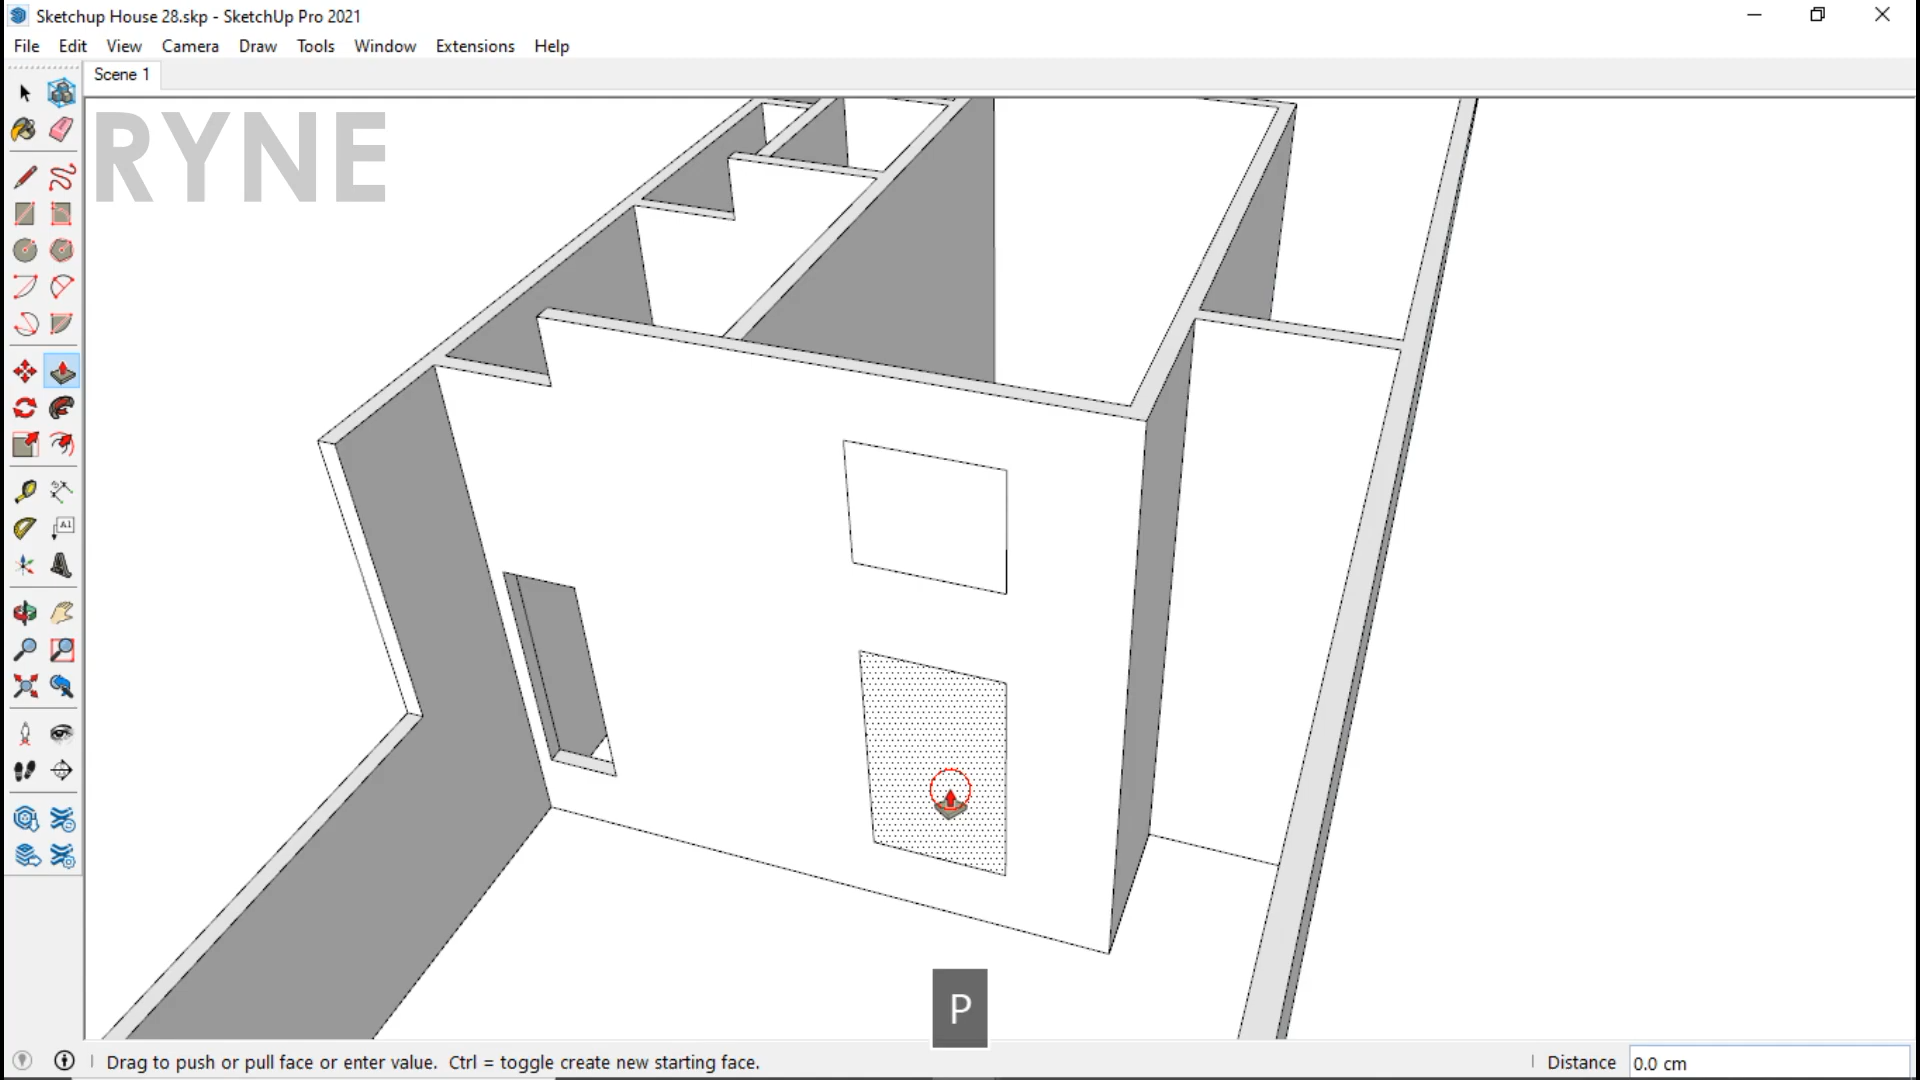 Sketchup House 28.skp - SketchUp Pro 2021
File Edit View Camera Draw Tools Window Extensions Help
Scene 1
RYNE
A1
P
Drag to push or pull face or enter value. Ctrl = toggle create new starting face.
Distance 0.0 cm